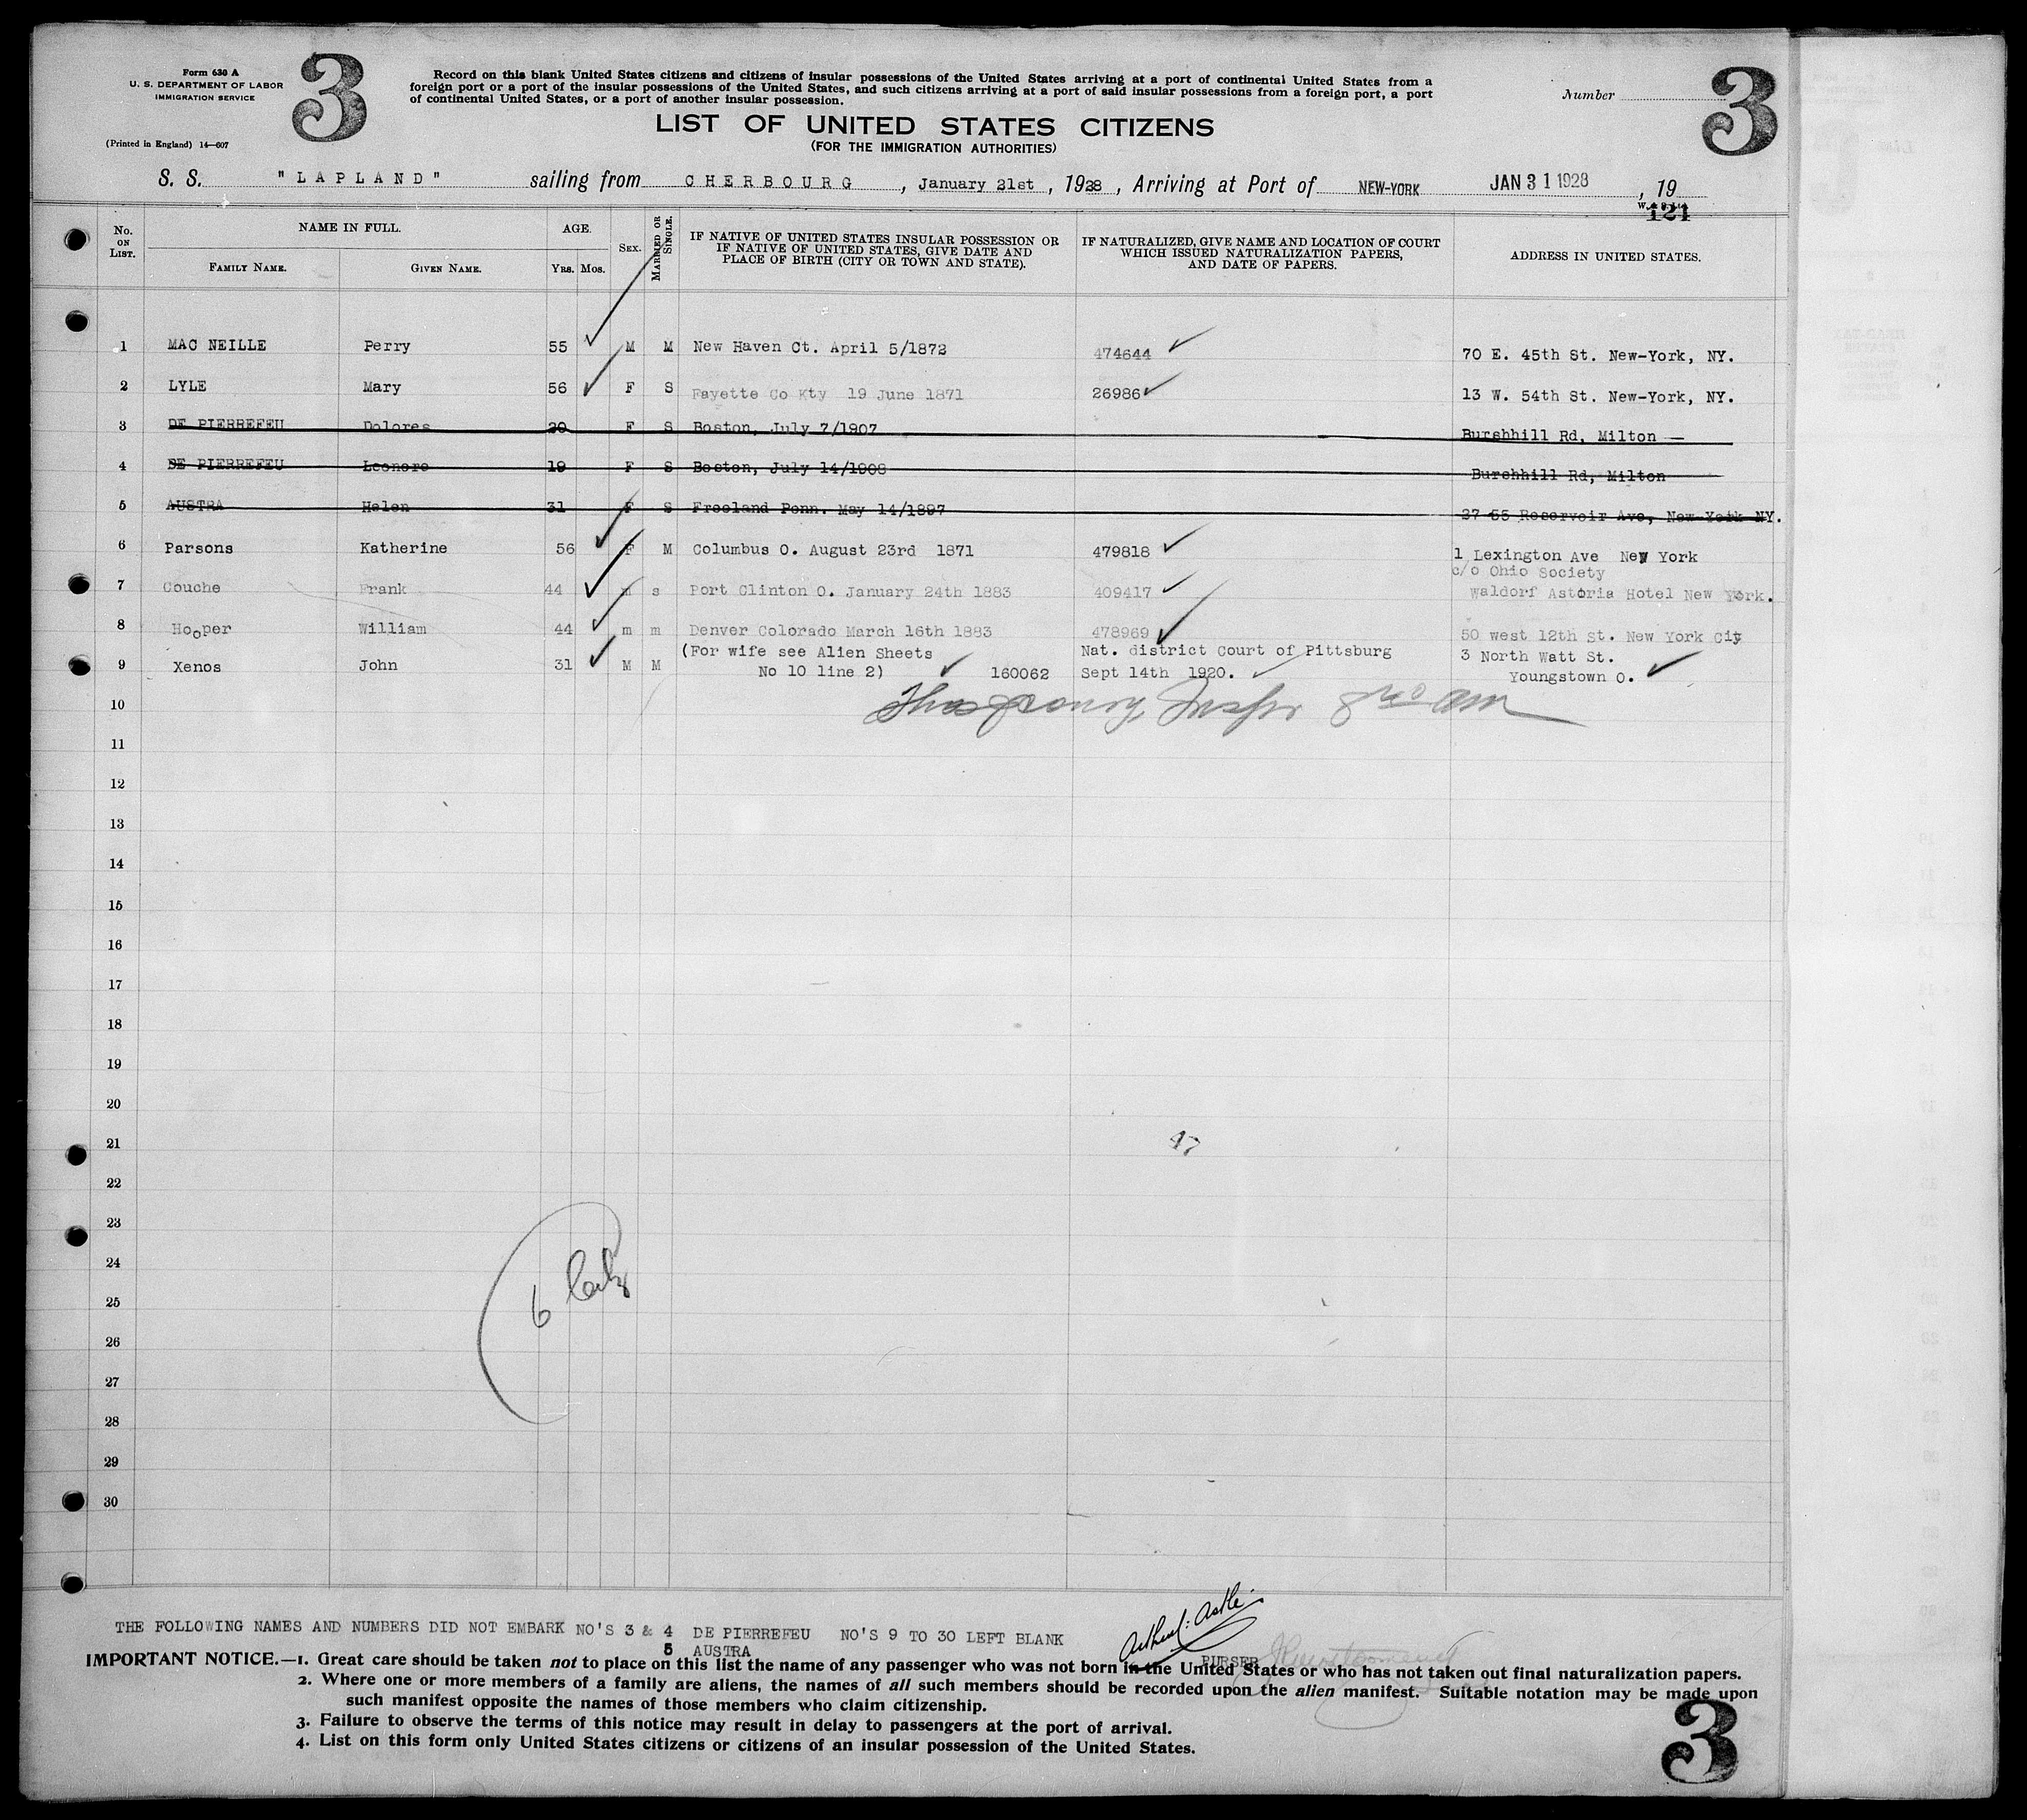 Form 630 A
U. S. DEPARTMENT OF LABOR
IMMIGRATION SERVICE
(Printed in England) 14—607
3
Record on this blank United States citizens and citizens of insular possessions of the United States arriving at a port of continental United States from a
foreign port or a port of the insular possessions of the United States, and such citizens arriving at a port of said insular possessions from a foreign port, a port
of continental United States, or a port of another insular possession.
Number
3
LIST OF UNITED STATES CITIZENS
(FOR THE IMMIGRATION AUTHORITIES)
S. S. "LAPLAND" sailing from CHERBOURG, January 21st, 1928, Arriving at Port of NEW-YORK JAN 31 1928, 19
121
No. ON LIST. NAME IN FULL. FAMILY NAME. GIVEN NAME. AGE. YRS. MOS. SEX. MARRIED OR SINGLE. IF NATIVE OF UNITED STATES INSULAR POSSESSION OR IF NATIVE OF UNITED STATES, GIVE DATE AND PLACE OF BIRTH (CITY OR TOWN AND STATE). IF NATURALIZED, GIVE NAME AND LOCATION OF COURT WHICH ISSUED NATURALIZATION PAPERS, AND DATE OF PAPERS. ADDRESS IN UNITED STATES.
1 MAC NEILLE Perry 55 M M New Haven Ct. April 5/1872 474644 70 E. 45th St. New-York, NY.
2 LYLE Mary 56 F S Fayette Co Kty 19 June 1871 26986 13 W. 54th St. New-York, NY.
3 DE PIERREFEU Dolores 20 F S Boston, July 7/1907 Burshhill Rd, Milton —
4 DE PIERREFEU Leonore 19 F S Boston, July 14/1908 Burshhill Rd, Milton
5 AUSTRA Helen 31 F S Freeland Penn. May 14/1897 27 55 Reservoir Ave, New-York NY.
6 Parsons Katherine 56 F M Columbus O. August 23rd 1871 479818 1 Lexington Ave New York
c/o Ohio Society
7 Couche Frank 44 M s Port Clinton O. January 24th 1883 409417 Waldorf Astoria Hotel New York.
8 Hooper William 44 m m Denver Colorado March 16th 1883 478969 50 west 12th St. New York City
(For wife see Alien Sheets Nat. district Court of Pittsburg 3 North Watt St.
9 Xenos John 31 M M No 10 line 2) 160062 Sept 14th 1920. Youngstown O.
10
11
12
13
14
15
16
17
18
19
20
21
47
22
23
24
6
25
26
27
28
29
30
THE FOLLOWING NAMES AND NUMBERS DID NOT EMBARK NO'S 3 & 4 DE PIERREFEU NO'S 9 TO 30 LEFT BLANK
5 AUSTRA
PURSER
IMPORTANT NOTICE.—1. Great care should be taken not to place on this list the name of any passenger who was not born in the United States or who has not taken out final naturalization papers.
2. Where one or more members of a family are aliens, the names of all such members should be recorded upon the alien manifest. Suitable notation may be made upon
such manifest opposite the names of those members who claim citizenship.
3. Failure to observe the terms of this notice may result in delay to passengers at the port of arrival.
4. List on this form only United States citizens or citizens of an insular possession of the United States.
3